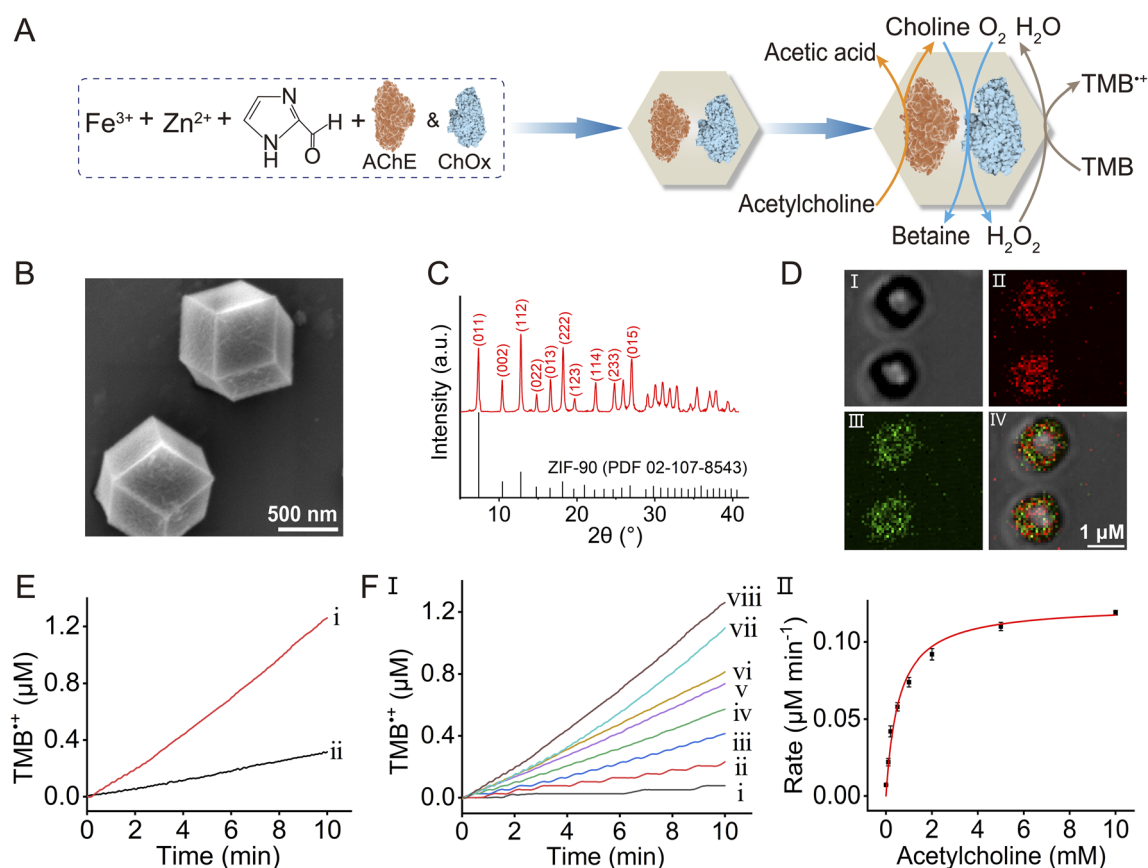 A
Fe³⁺ + Zn²⁺ +
N
N
H
H
O
+
AChE
&
ChOx
Acetic acid
Choline O₂ H₂O
TMB•⁺
TMB
Acetylcholine
Betaine H₂O₂
B
500 nm
C
Intensity (a.u.)
(011)
(002)
(112)
(022)
(013)
(222)
(123)
(114)
(233)
(015)
ZIF-90 (PDF 02-107-8543)
10 20 30 40
2θ (°)
D
I
II
III
IV
1 μM
E
TMB•⁺ (μM)
1.2
0.8
0.4
0.0
i
ii
0 2 4 6 8 10
Time (min)
F I
TMB•⁺ (μM)
1.2
0.8
0.4
0.0
viii
vii
vi
v
iv
iii
ii
i
0 2 4 6 8 10
Time (min)
II
Rate (μM min⁻¹)
0.10
0.05
0.00
0 2 4 6 8 10
Acetylcholine (mM)